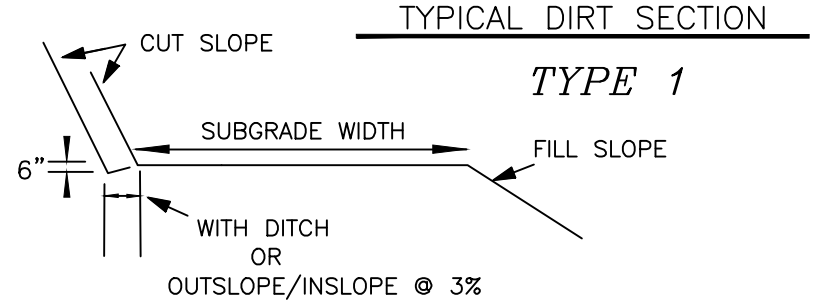 TYPICAL DIRT SECTION
TYPE 1
CUT SLOPE
SUBGRADE WIDTH
FILL SLOPE
6"
WITH DITCH
OR
OUTSLOPE/INSLOPE @ 3%